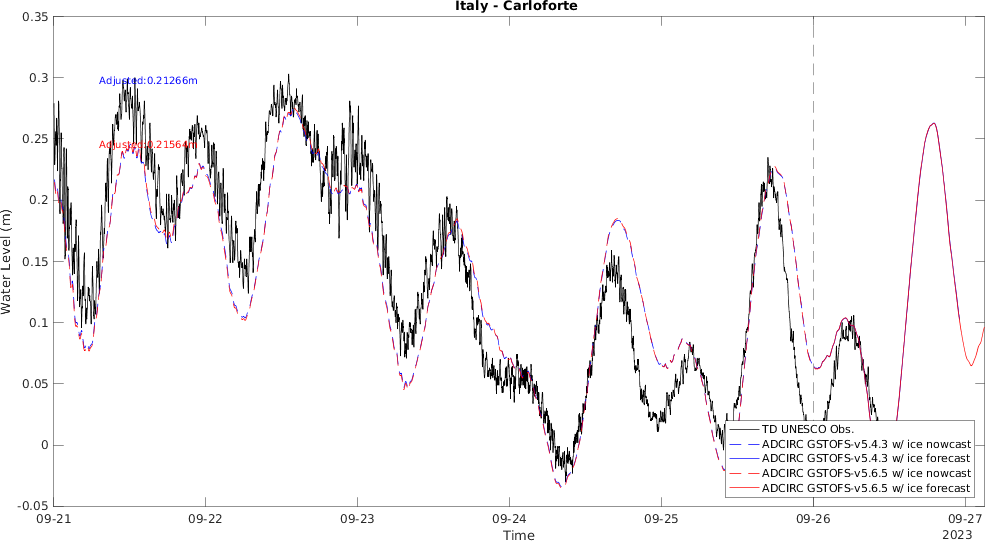 Italy - Carloforte
0.35
0.3
0.25
0.2
0.15
0.1
0.05
0
-0.05
Water Level (m)
Adjusted:0.21266m
Adjusted:0.21564m
TD UNESCO Obs.
ADCIRC GSTOFS-v5.4.3 w/ ice nowcast
ADCIRC GSTOFS-v5.4.3 w/ ice forecast
ADCIRC GSTOFS-v5.6.5 w/ ice nowcast
ADCIRC GSTOFS-v5.6.5 w/ ice forecast
09-21 09-22 09-23 09-24 09-25 09-26 09-27
Time
2023